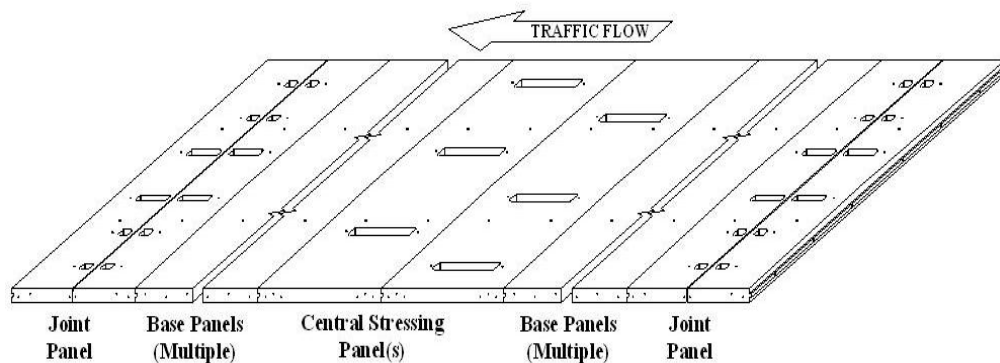 TRAFFIC FLOW
Joint
Panel
Base Panels
(Multiple)
Central Stressing
Panel(s)
Base Panels
(Multiple)
Joint
Panel